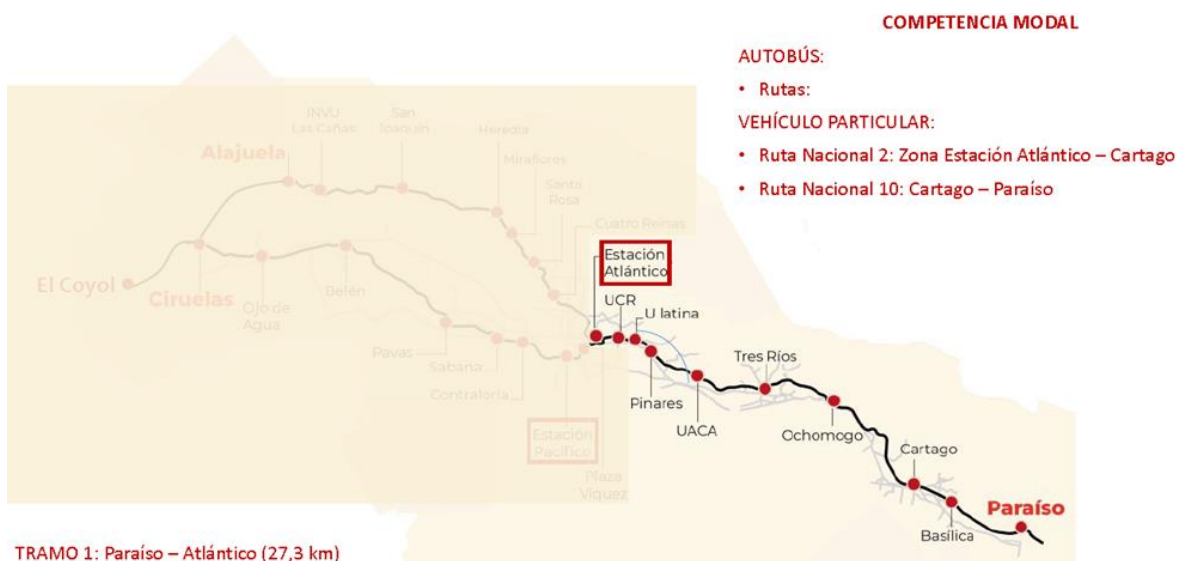 COMPETENCIA MODAL
AUTOBÚS:
• Rutas:
VEHÍCULO PARTICULAR:
• Ruta Nacional 2: Zona Estación Atlántico – Cartago
• Ruta Nacional 10: Cartago – Paraíso
INVU
Las Cañas
San
Joaquín
Heredia
Alajuela
Miraflores
Santa
Rosa
Cuatro Reinas
Estación
Atlántico
El Coyol
Ciruelas
Ojo de
Agua
Belén
UCR
U latina
Pavas
Sabana
Contraloría
Tres Ríos
Pinares
UACA
Ochomogo
Estación
Pacífico
Plaza
Víquez
Cartago
Basílica
Paraíso
TRAMO 1: Paraíso – Atlántico (27,3 km)